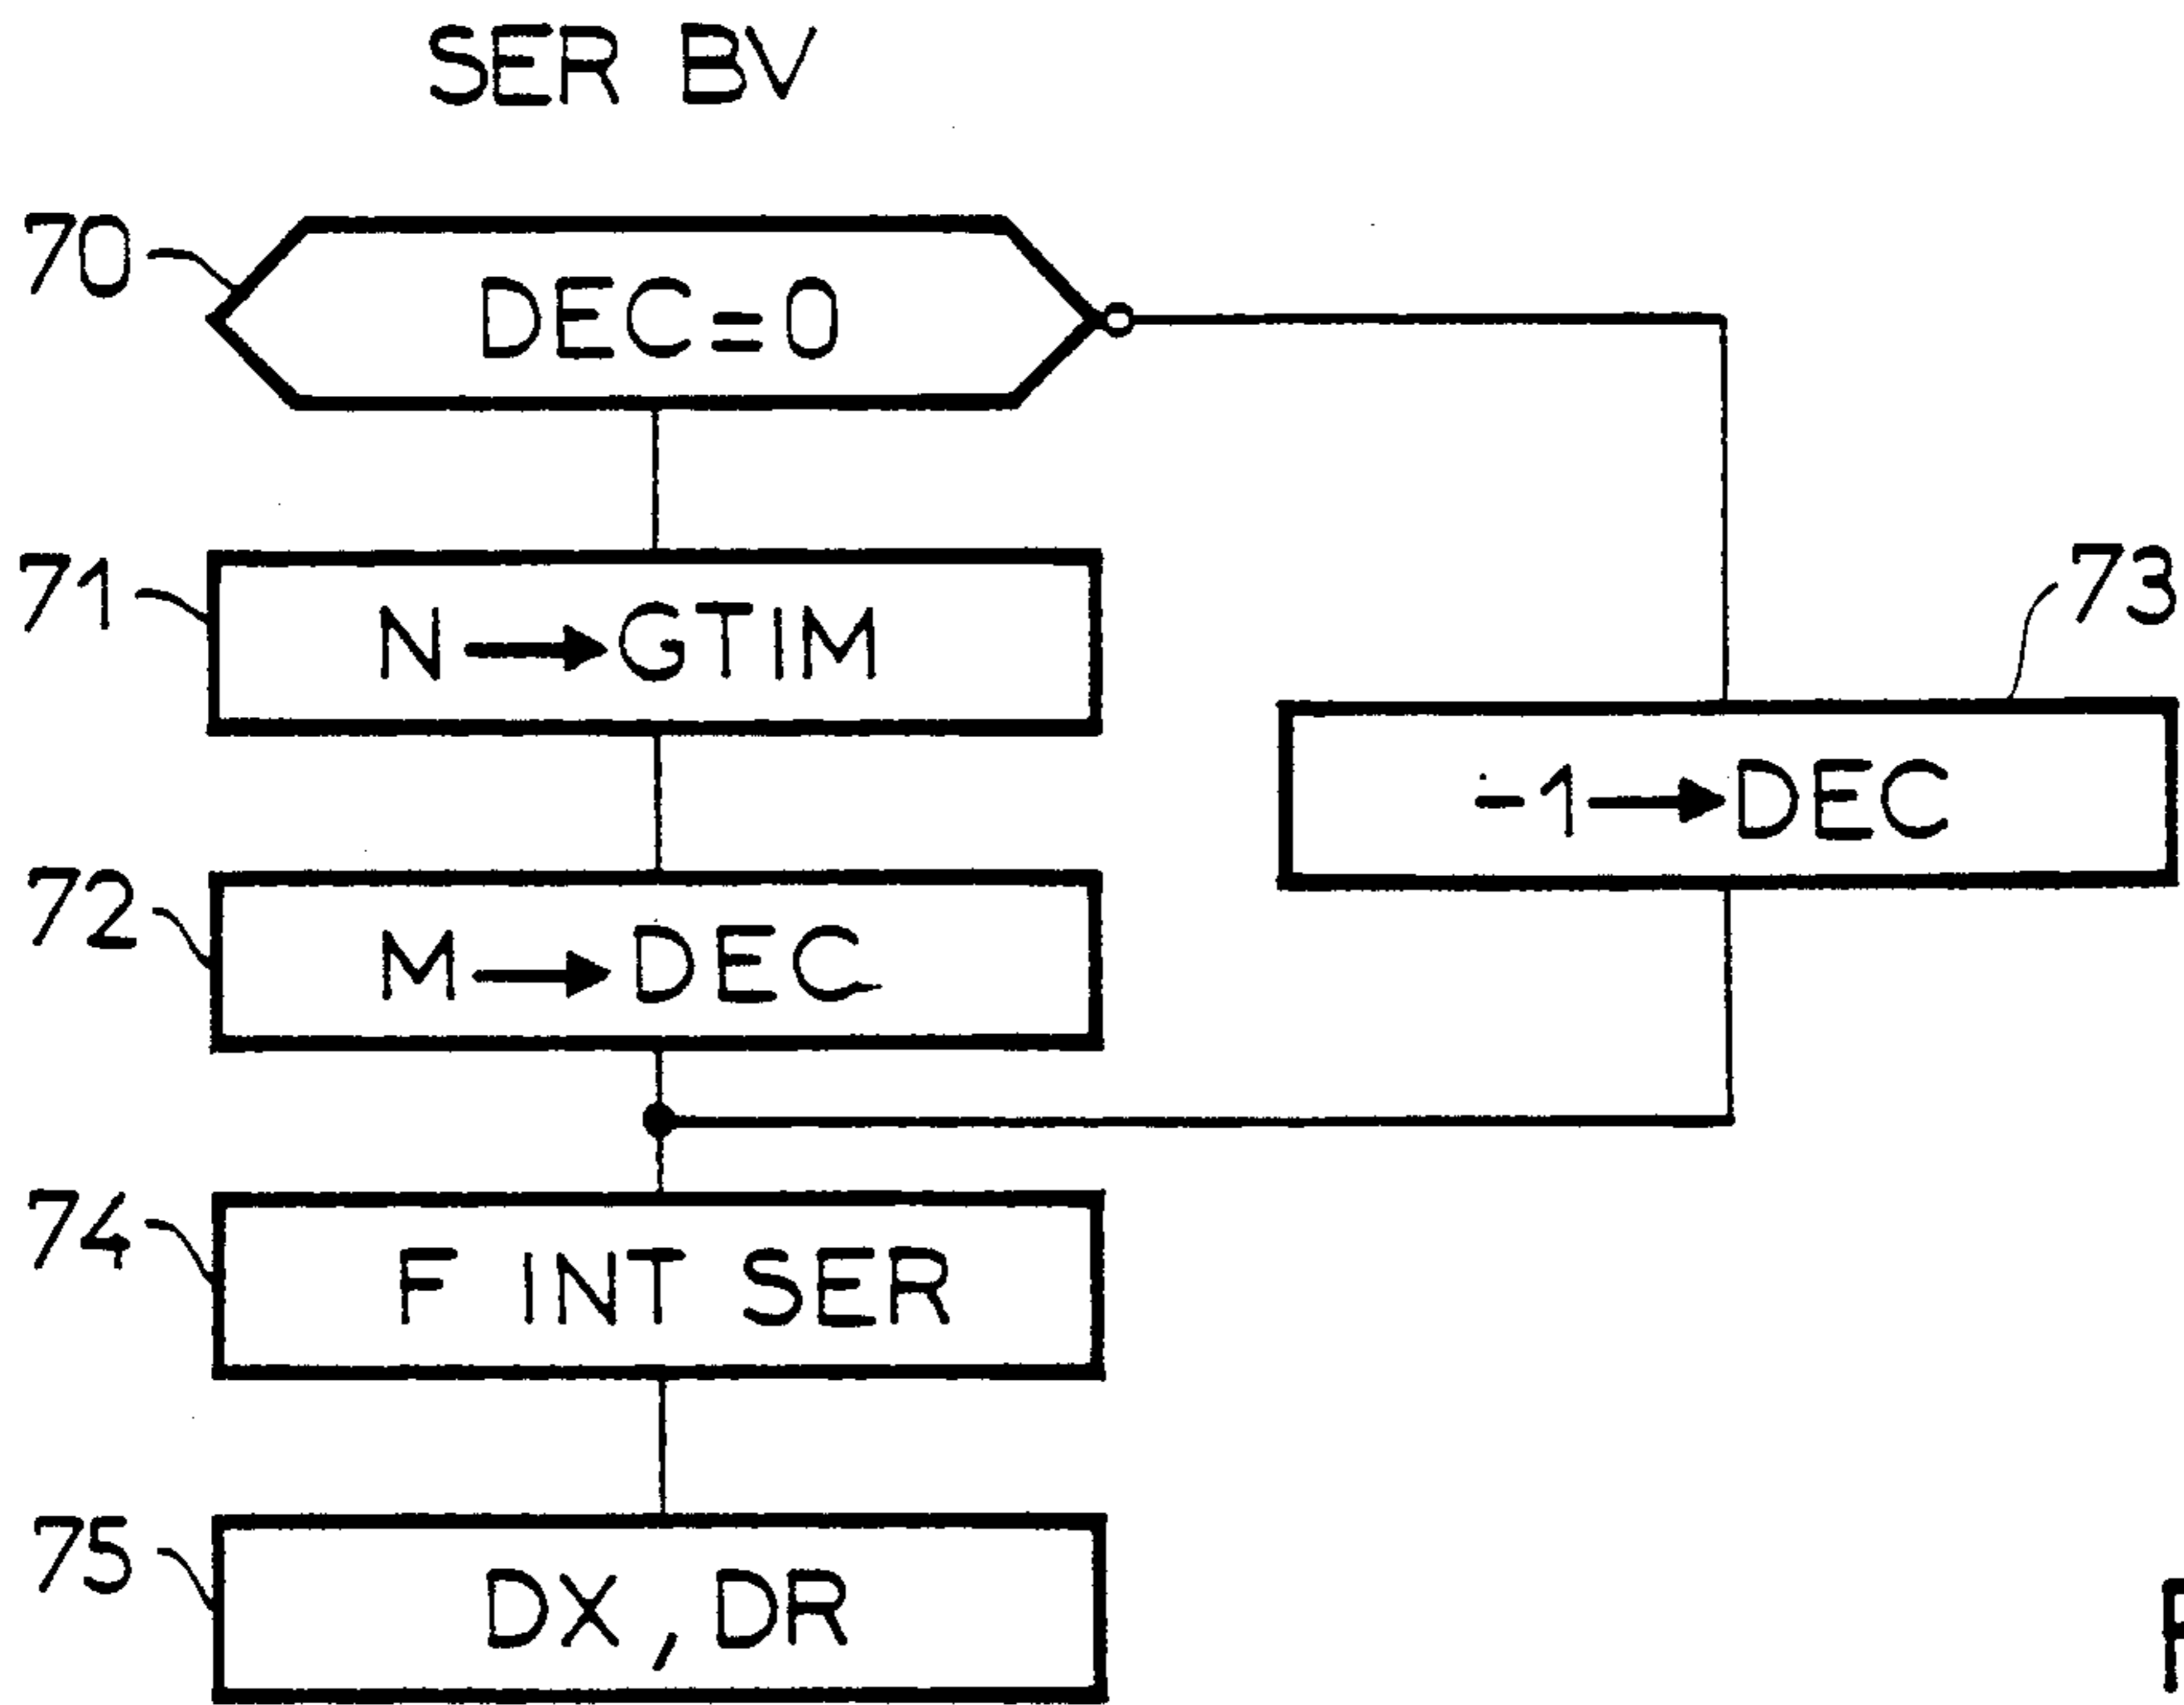 SER BV
70
DEC=0
71
N→GTIM
73
-1→DEC
72
M→DEC
74
F INT SER
75
DX, DR